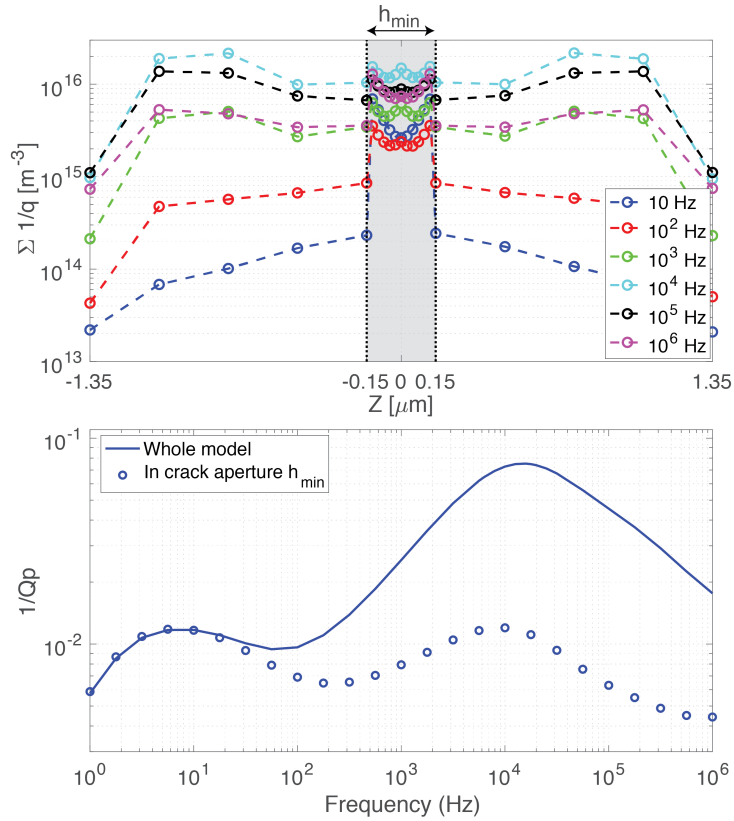 h_min
Σ 1/q [m^-3]
10^16
10^15
10^14
10^13
-1.35
-0.15
0
0.15
1.35
Z [μm]
10 Hz
10^2 Hz
10^3 Hz
10^4 Hz
10^5 Hz
10^6 Hz
10^-1
10^-2
1/Qp
Whole model
In crack aperture h_min
10^0
10^1
10^2
10^3
10^4
10^5
10^6
Frequency (Hz)